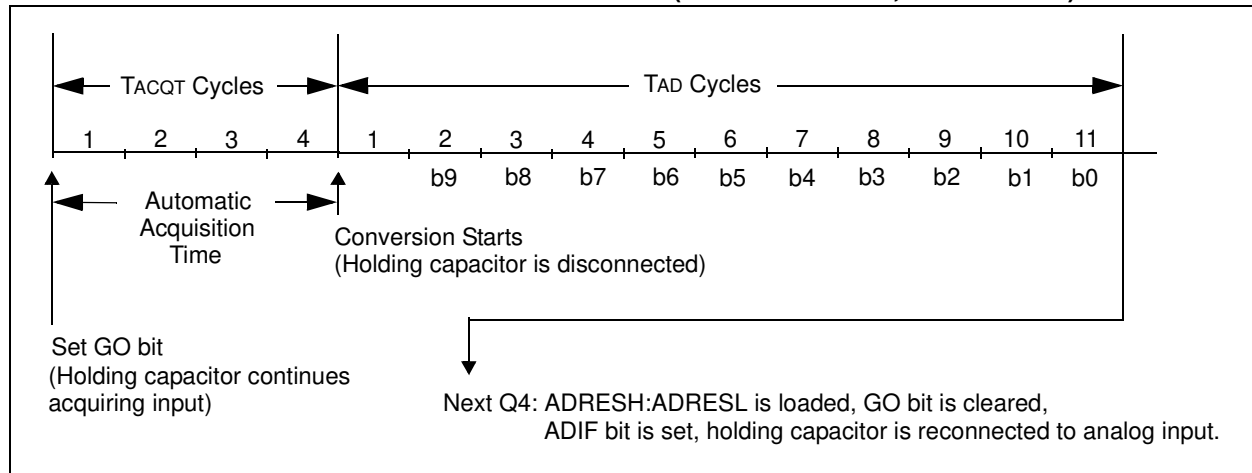 TACQT Cycles
TAD Cycles
1 2 3 4 1 2 3 4 5 6 7 8 9 10 11
b9 b8 b7 b6 b5 b4 b3 b2 b1 b0
Automatic
Acquisition
Time
Conversion Starts
(Holding capacitor is disconnected)
Set GO bit
(Holding capacitor continues
acquiring input)
Next Q4: ADRESH:ADRESL is loaded, GO bit is cleared,
ADIF bit is set, holding capacitor is reconnected to analog input.